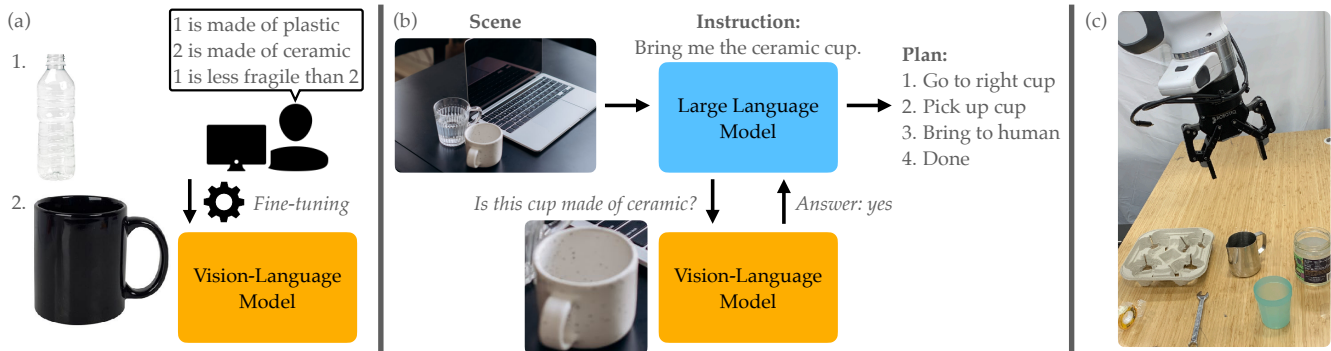 (a)
1 is made of plastic
2 is made of ceramic
1 is less fragile than 2
1.
2.
Fine-tuning
Vision-Language
Model
(b)
Scene
Instruction:
Bring me the ceramic cup.
Large Language
Model
Plan:
1. Go to right cup
2. Pick up cup
3. Bring to human
4. Done
Is this cup made of ceramic?
Answer: yes
Vision-Language
Model
(c)